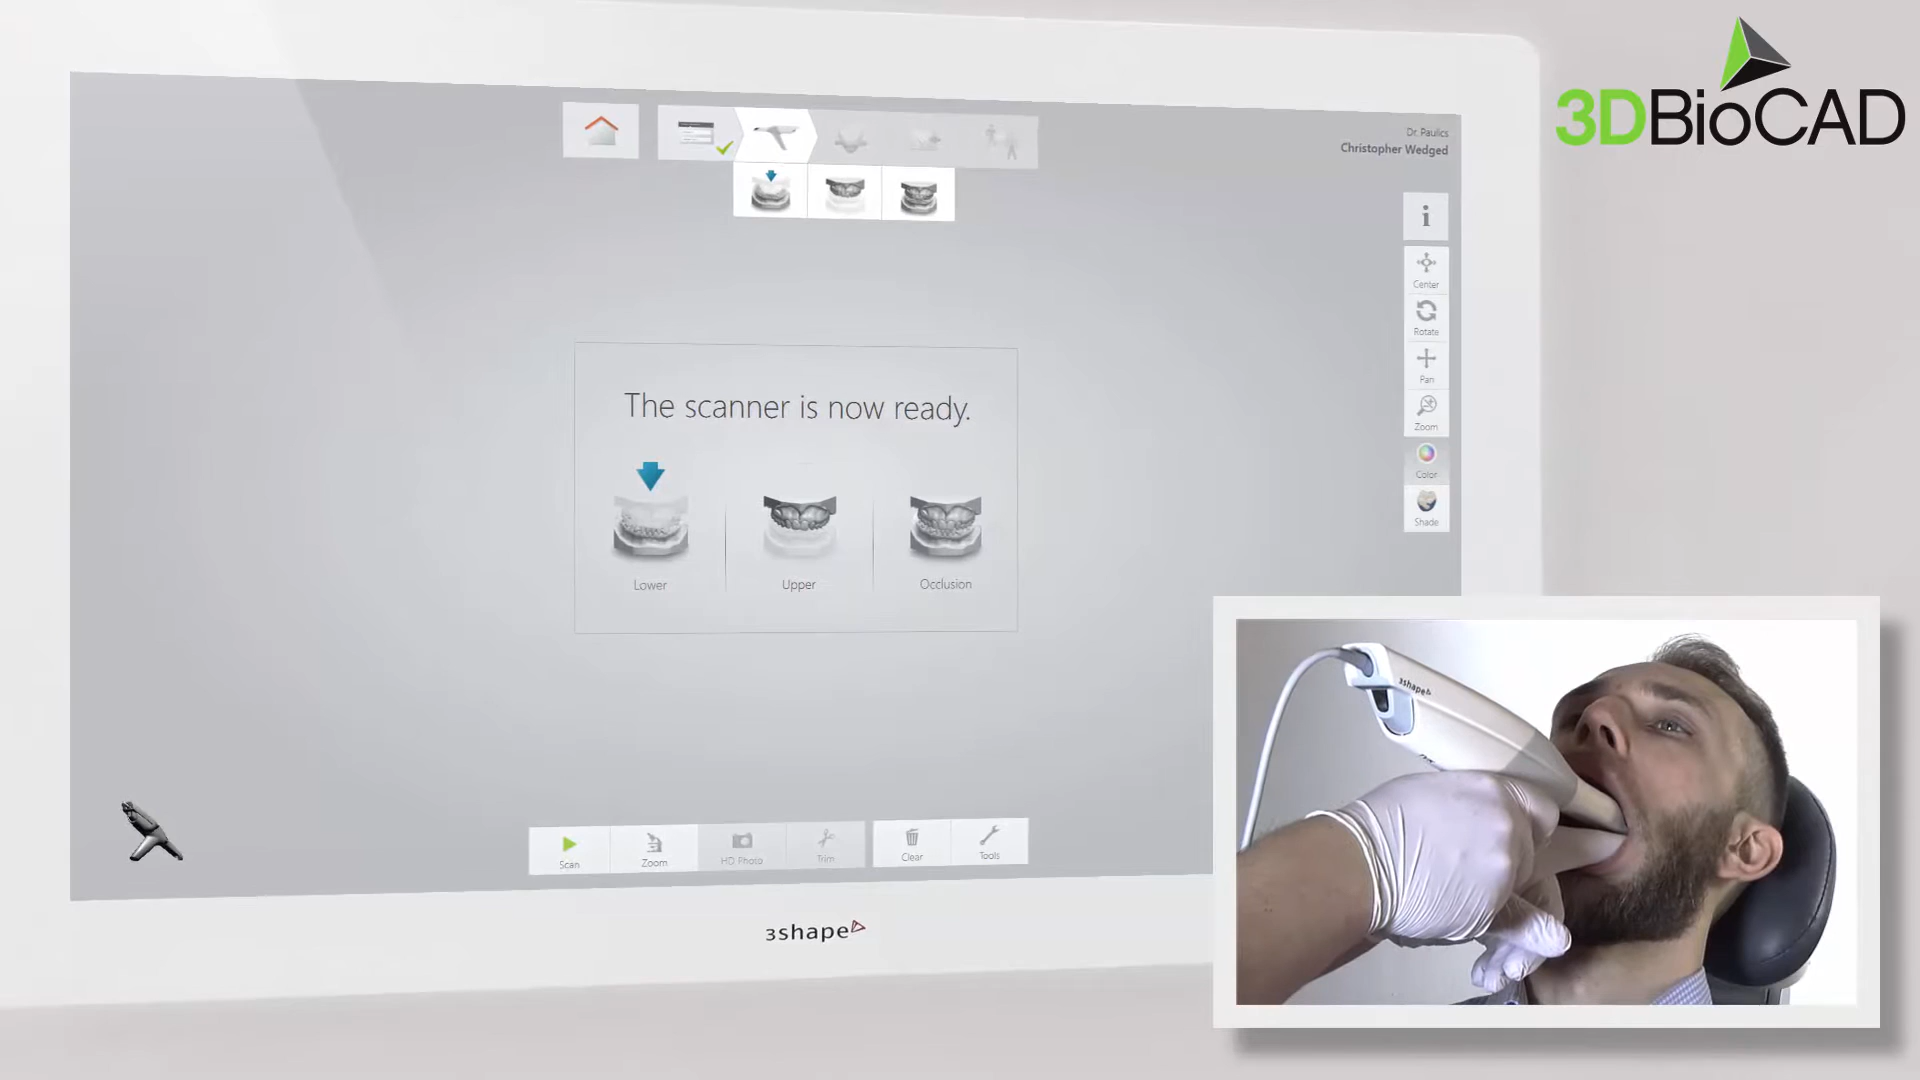 3DBioCAD
Dr. Paulics
Christopher Wedged
i
Center
Rotate
Pan
Zoom
Color
Shade
The scanner is now ready.
Lower
Upper
Occlusion
Scan
Zoom
HD Photo
Trim
Clear
Tools
3shape
3shape